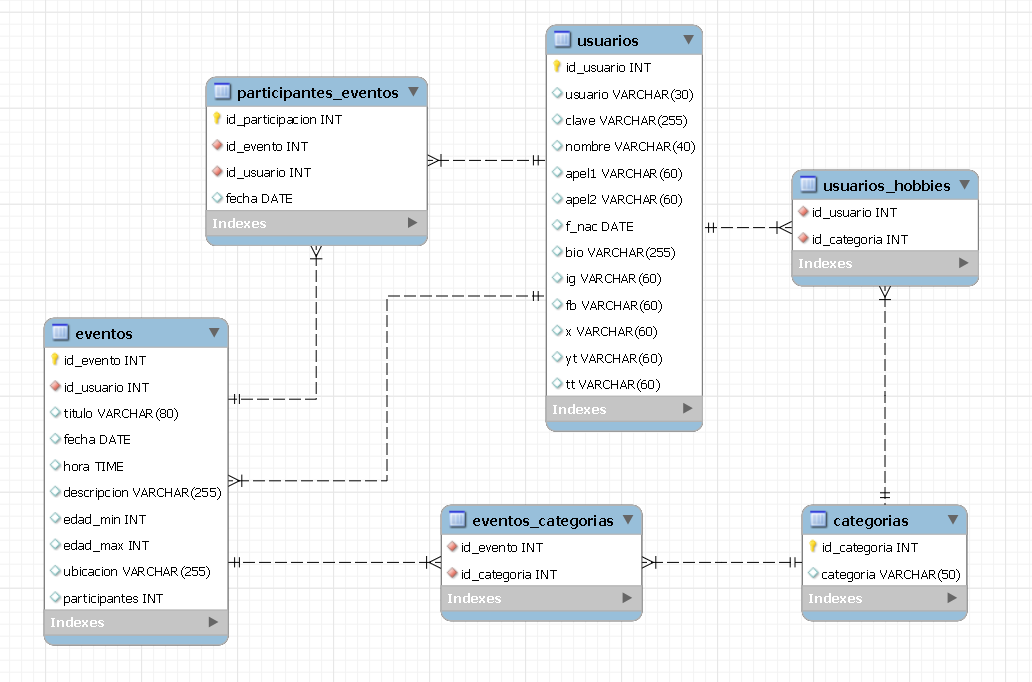 usuarios
id_usuario INT
usuario VARCHAR(30)
clave VARCHAR(255)
nombre VARCHAR(40)
apel1 VARCHAR(60)
apel2 VARCHAR(60)
f_nac DATE
bio VARCHAR(255)
ig VARCHAR(60)
fb VARCHAR(60)
x VARCHAR(60)
yt VARCHAR(60)
tt VARCHAR(60)
Indexes
participantes_eventos
id_participacion INT
id_evento INT
id_usuario INT
fecha DATE
Indexes
usuarios_hobbies
id_usuario INT
id_categoria INT
Indexes
eventos
id_evento INT
id_usuario INT
titulo VARCHAR(80)
fecha DATE
hora TIME
descripcion VARCHAR(255)
edad_min INT
edad_max INT
ubicacion VARCHAR(255)
participantes INT
Indexes
eventos_categorias
id_evento INT
id_categoria INT
Indexes
categorias
id_categoria INT
categoria VARCHAR(50)
Indexes